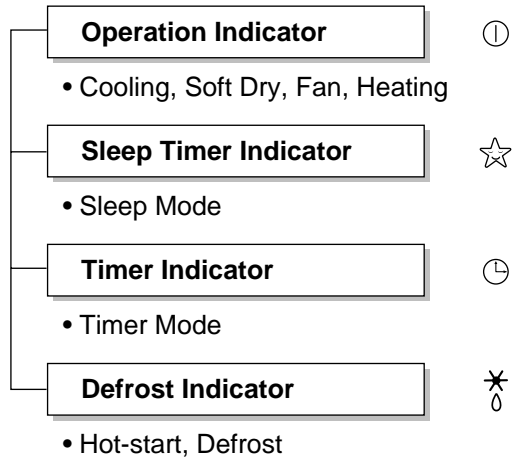 Operation Indicator
• Cooling, Soft Dry, Fan, Heating
Sleep Timer Indicator
• Sleep Mode
Timer Indicator
• Timer Mode
Defrost Indicator
• Hot-start, Defrost